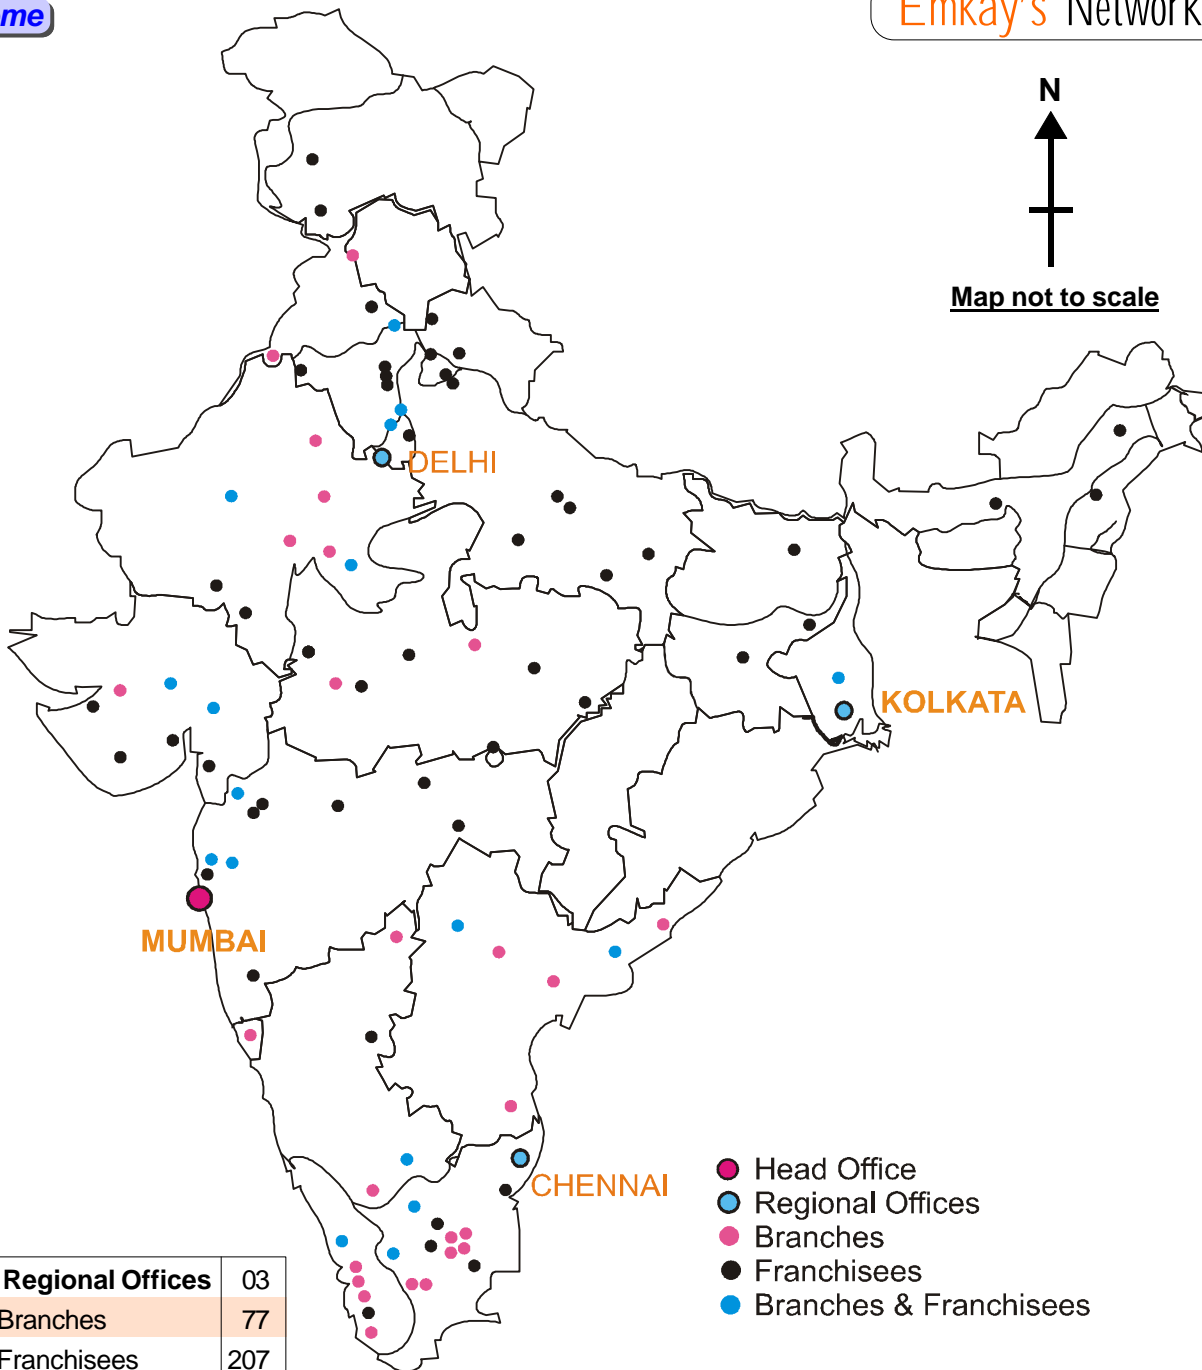 me
Emkay's Network
N
Map not to scale
DELHI
KOLKATA
MUMBAI
CHENNAI
Head Office
Regional Offices
Branches
Franchisees
Branches & Franchisees
Regional Offices 03
Branches 77
Franchisees 207